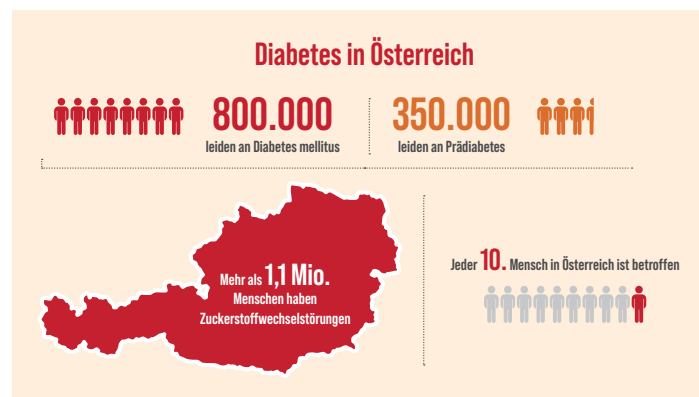 Diabetes in Österreich
800.000
leiden an Diabetes mellitus
350.000
leiden an Prädiabetes
Mehr als 1,1 Mio.
Menschen haben
Zuckerstoffwechselstörungen
Jeder 10. Mensch in Österreich ist betroffen